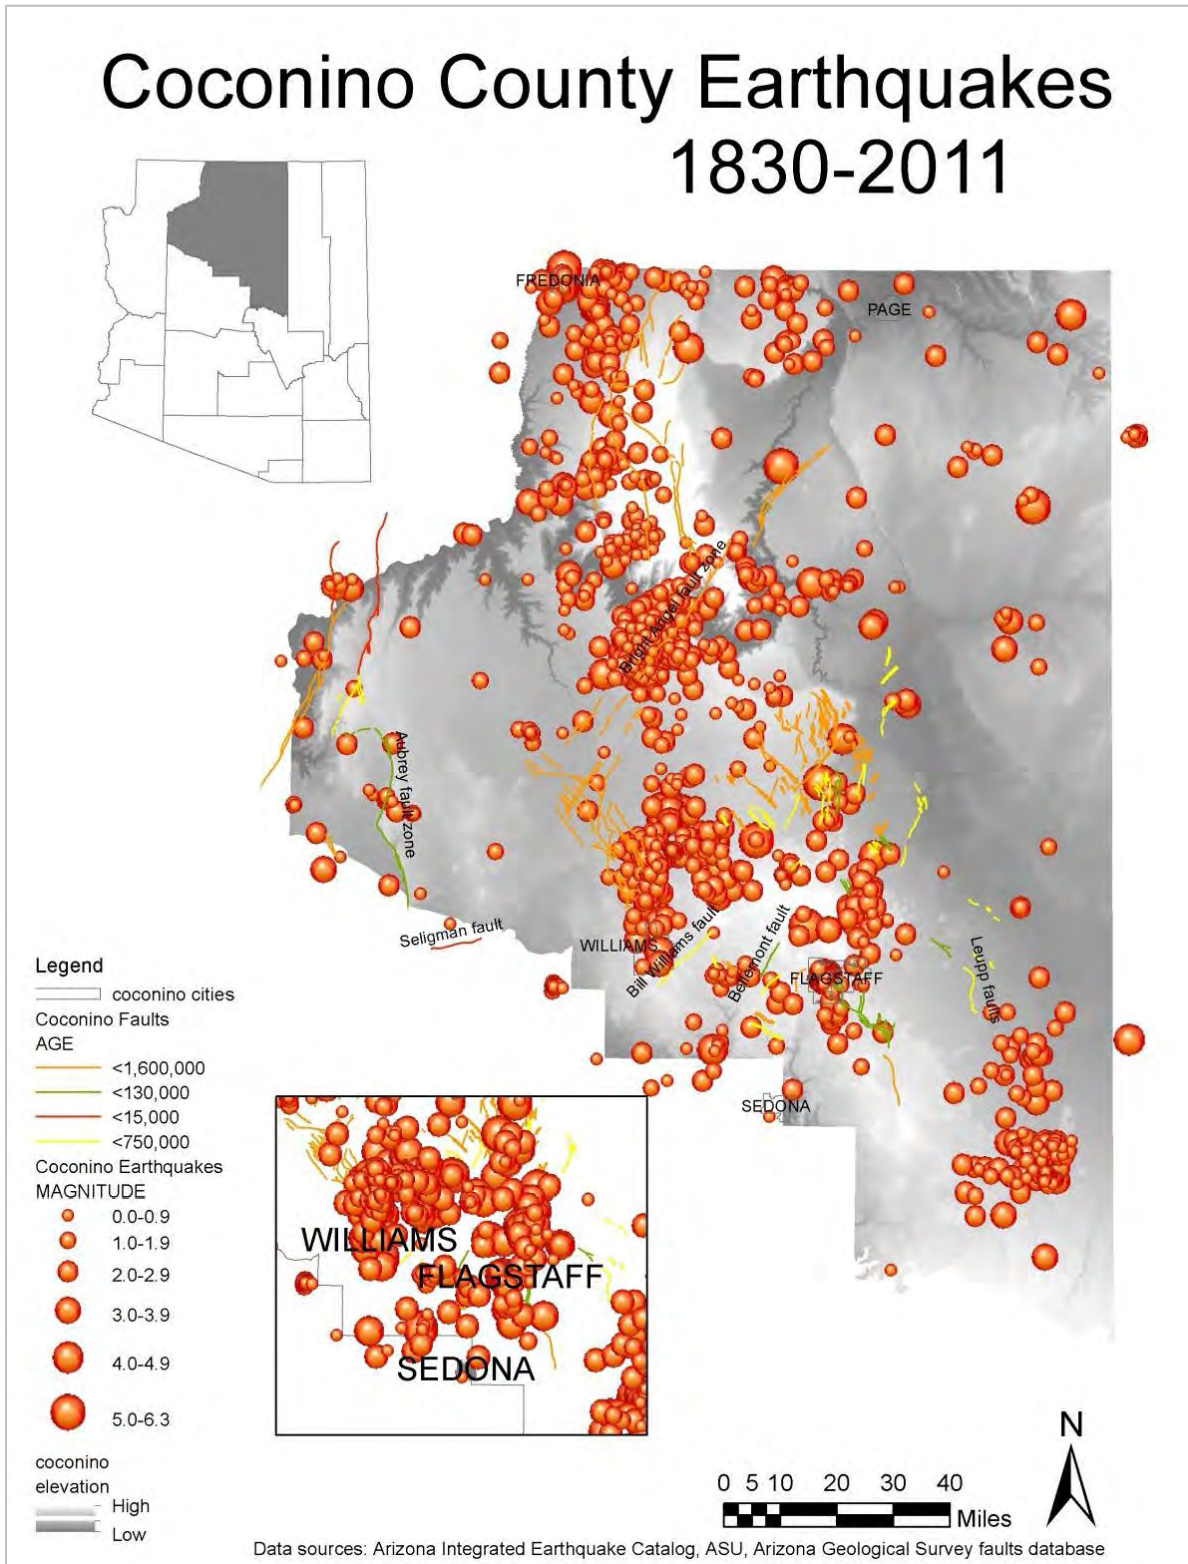 Coconino County Earthquakes
1830-2011
FREDONIA
PAGE
Bright Angel fault zone
Aubrey fault zone
Seligman fault
WILLIAMS
Bill Williams fault
Bellemont fault
FLAGSTAFF
Leupp faults
SEDONA
Legend
coconino cities
Coconino Faults
AGE
<1,600,000
<130,000
<15,000
<750,000
Coconino Earthquakes
MAGNITUDE
0.0-0.9
1.0-1.9
2.0-2.9
3.0-3.9
4.0-4.9
5.0-6.3
coconino
elevation
High
Low
WILLIAMS
FLAGSTAFF
SEDONA
N
0 5 10 20 30 40
Miles
Data sources: Arizona Integrated Earthquake Catalog, ASU, Arizona Geological Survey faults database